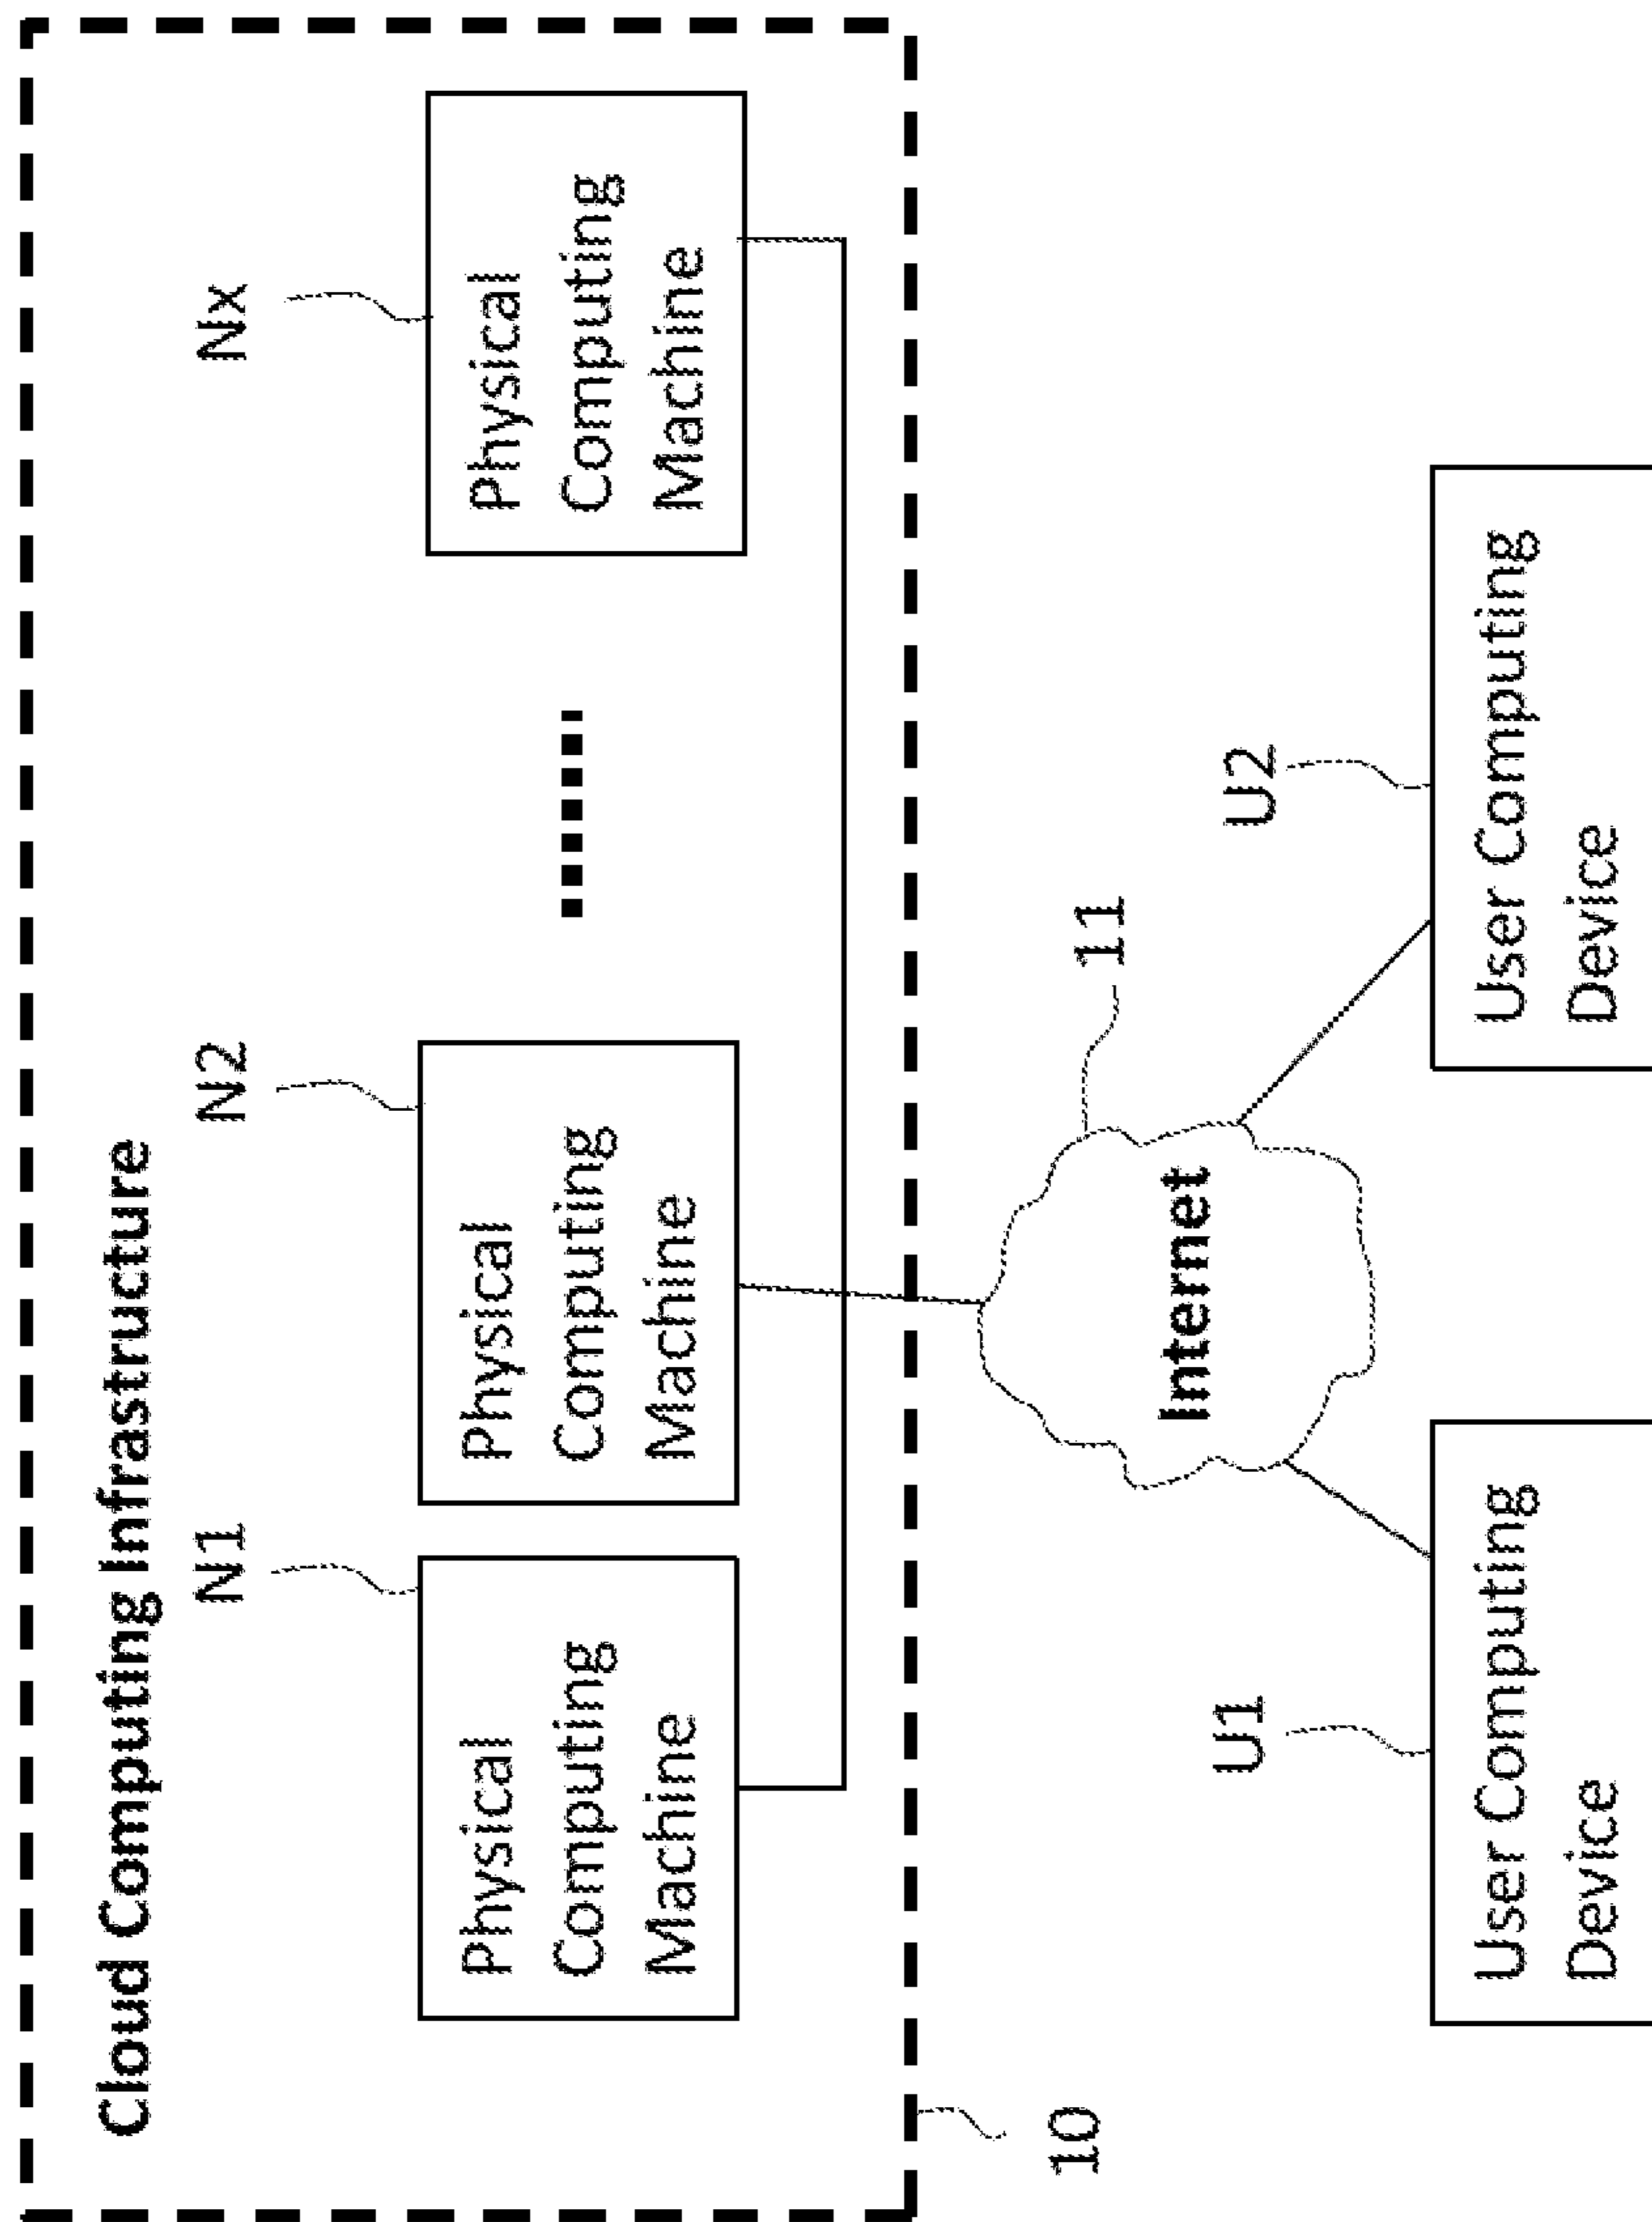 Cloud Computing Infrastructure
N1
N2
Nx
Physical
Computing
Machine
Physical
Computing
Machine
Physical
Computing
Machine
10
11
Internet
U1
U2
User Computing
Device
User Computing
Device